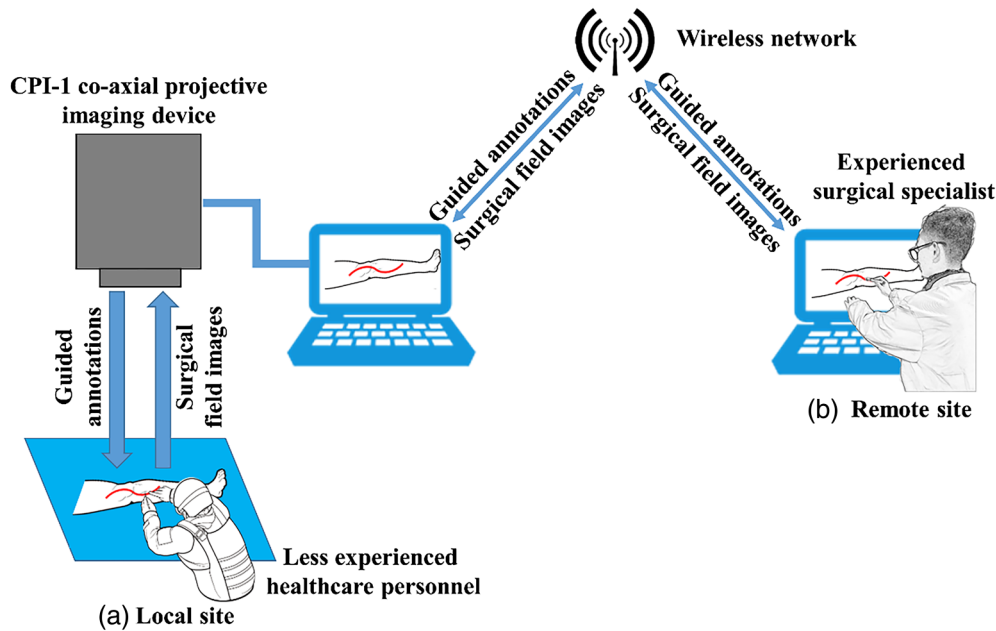 Wireless network
CPI-1 co-axial projective
imaging device
Guided annotations
Surgical field images
Guided annotations
Surgical field images
Experienced
surgical specialist
Guided
annotations
Surgical
field images
(b) Remote site
Less experienced
healthcare personnel
(a) Local site